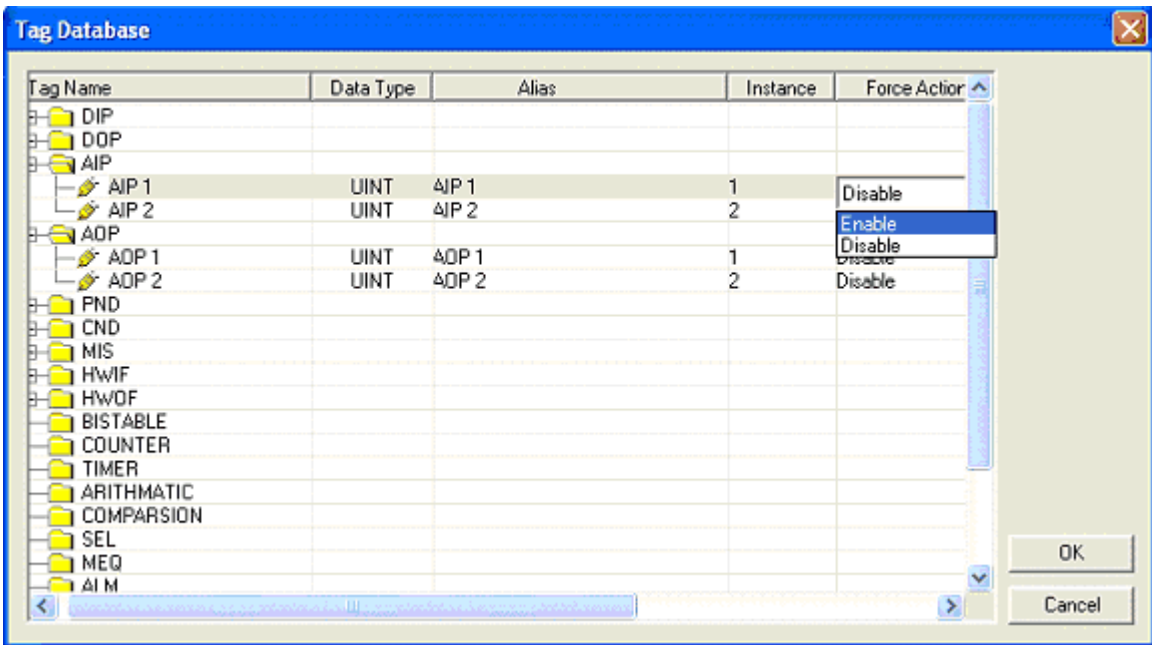 Tag Database
Tag Name Data Type Alias Instance Force Action
DIP
DOP
AIP
AIP 1 UINT AIP 1 1 Disable
AIP 2 UINT AIP 2 2
Enable
AOP
Disable
AOP 1 UINT AOP 1 1 Disable
AOP 2 UINT AOP 2 2 Disable
PND
CND
MIS
HWIF
HWOF
BISTABLE
COUNTER
TIMER
ARITHMATIC
COMPARSION
SEL
MEQ
ALM
OK
Cancel